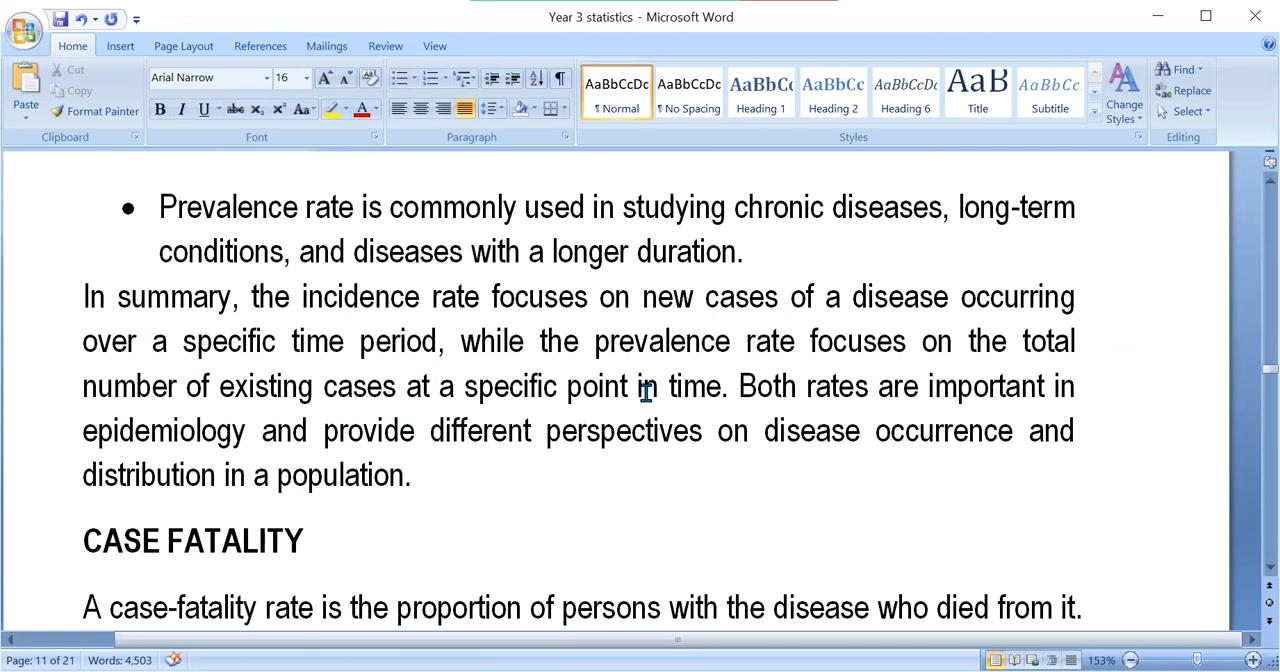 Year 3 statistics - Microsoft Word
Home Insert Page Layout References Mailings Review View
Paste
Cut
Copy
Format Painter
Clipboard
Arial Narrow 16
B I U abc X₂ X² Aa A
Font
Paragraph
AaBbCcDc AaBbCcDc AaBbCc AaBbCc AaBbCcDc AaB AaBbCc.
¶ Normal ¶ No Spacing Heading 1 Heading 2 Heading 6 Title Subtitle
Change Styles
Styles
Find
Replace
Select
Editing
• Prevalence rate is commonly used in studying chronic diseases, long-term
conditions, and diseases with a longer duration.
In summary, the incidence rate focuses on new cases of a disease occurring
over a specific time period, while the prevalence rate focuses on the total
number of existing cases at a specific point in time. Both rates are important in
epidemiology and provide different perspectives on disease occurrence and
distribution in a population.
CASE FATALITY
A case-fatality rate is the proportion of persons with the disease who died from it.
Page: 11 of 21 Words: 4,503 153%